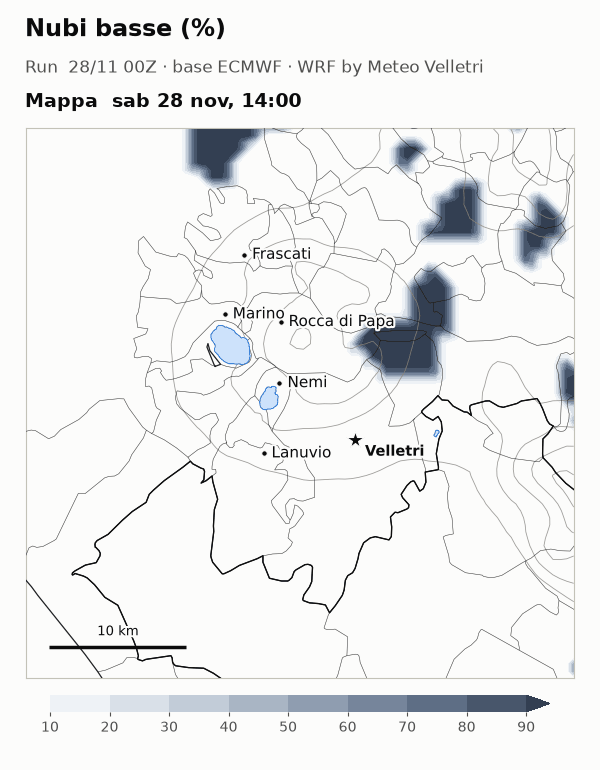 Nubi basse (%)
Run  28/11 00Z · base ECMWF · WRF by Meteo Velletri
Mappa  sab 28 nov, 14:00
Frascati
Marino
Rocca di Papa
Nemi
Velletri
Lanuvio
10 km
10 20 30 40 50 60 70 80 90